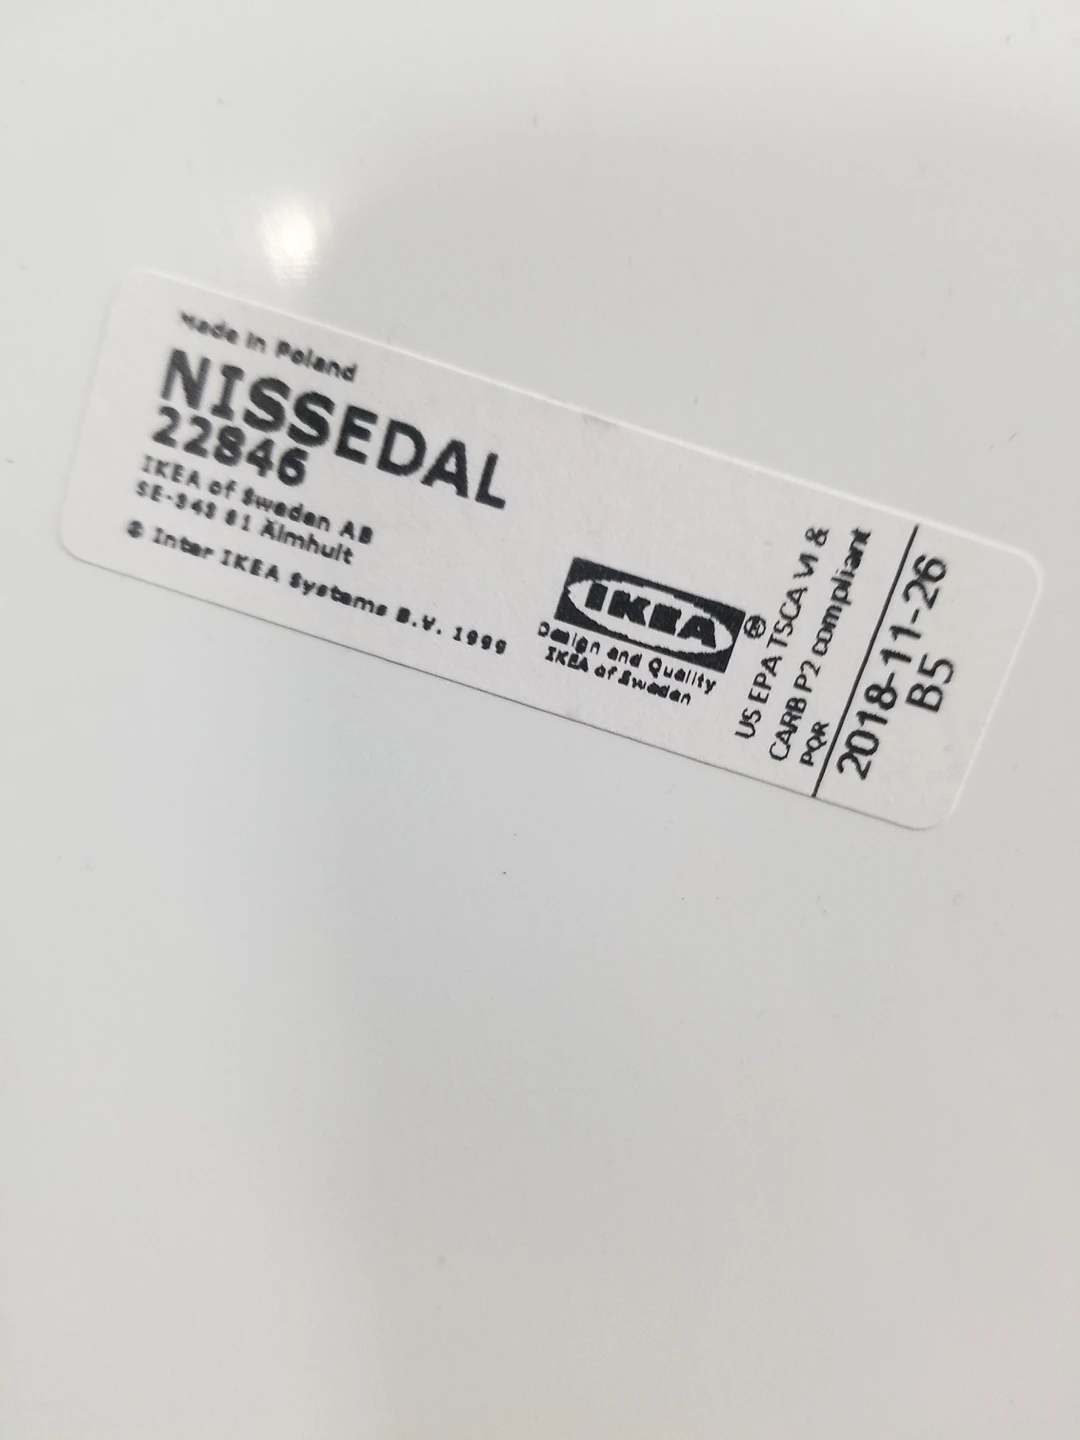 Made in Poland
NISSEDAL
22846
IKEA of Sweden AB
SE-343 81 Älmhult
© Inter IKEA Systems B.V. 1999
IKEA®
Design and Quality
IKEA of Sweden
US EPA TSCA VI &
CARB P2 compliant
PQR
2018-11-26
B5